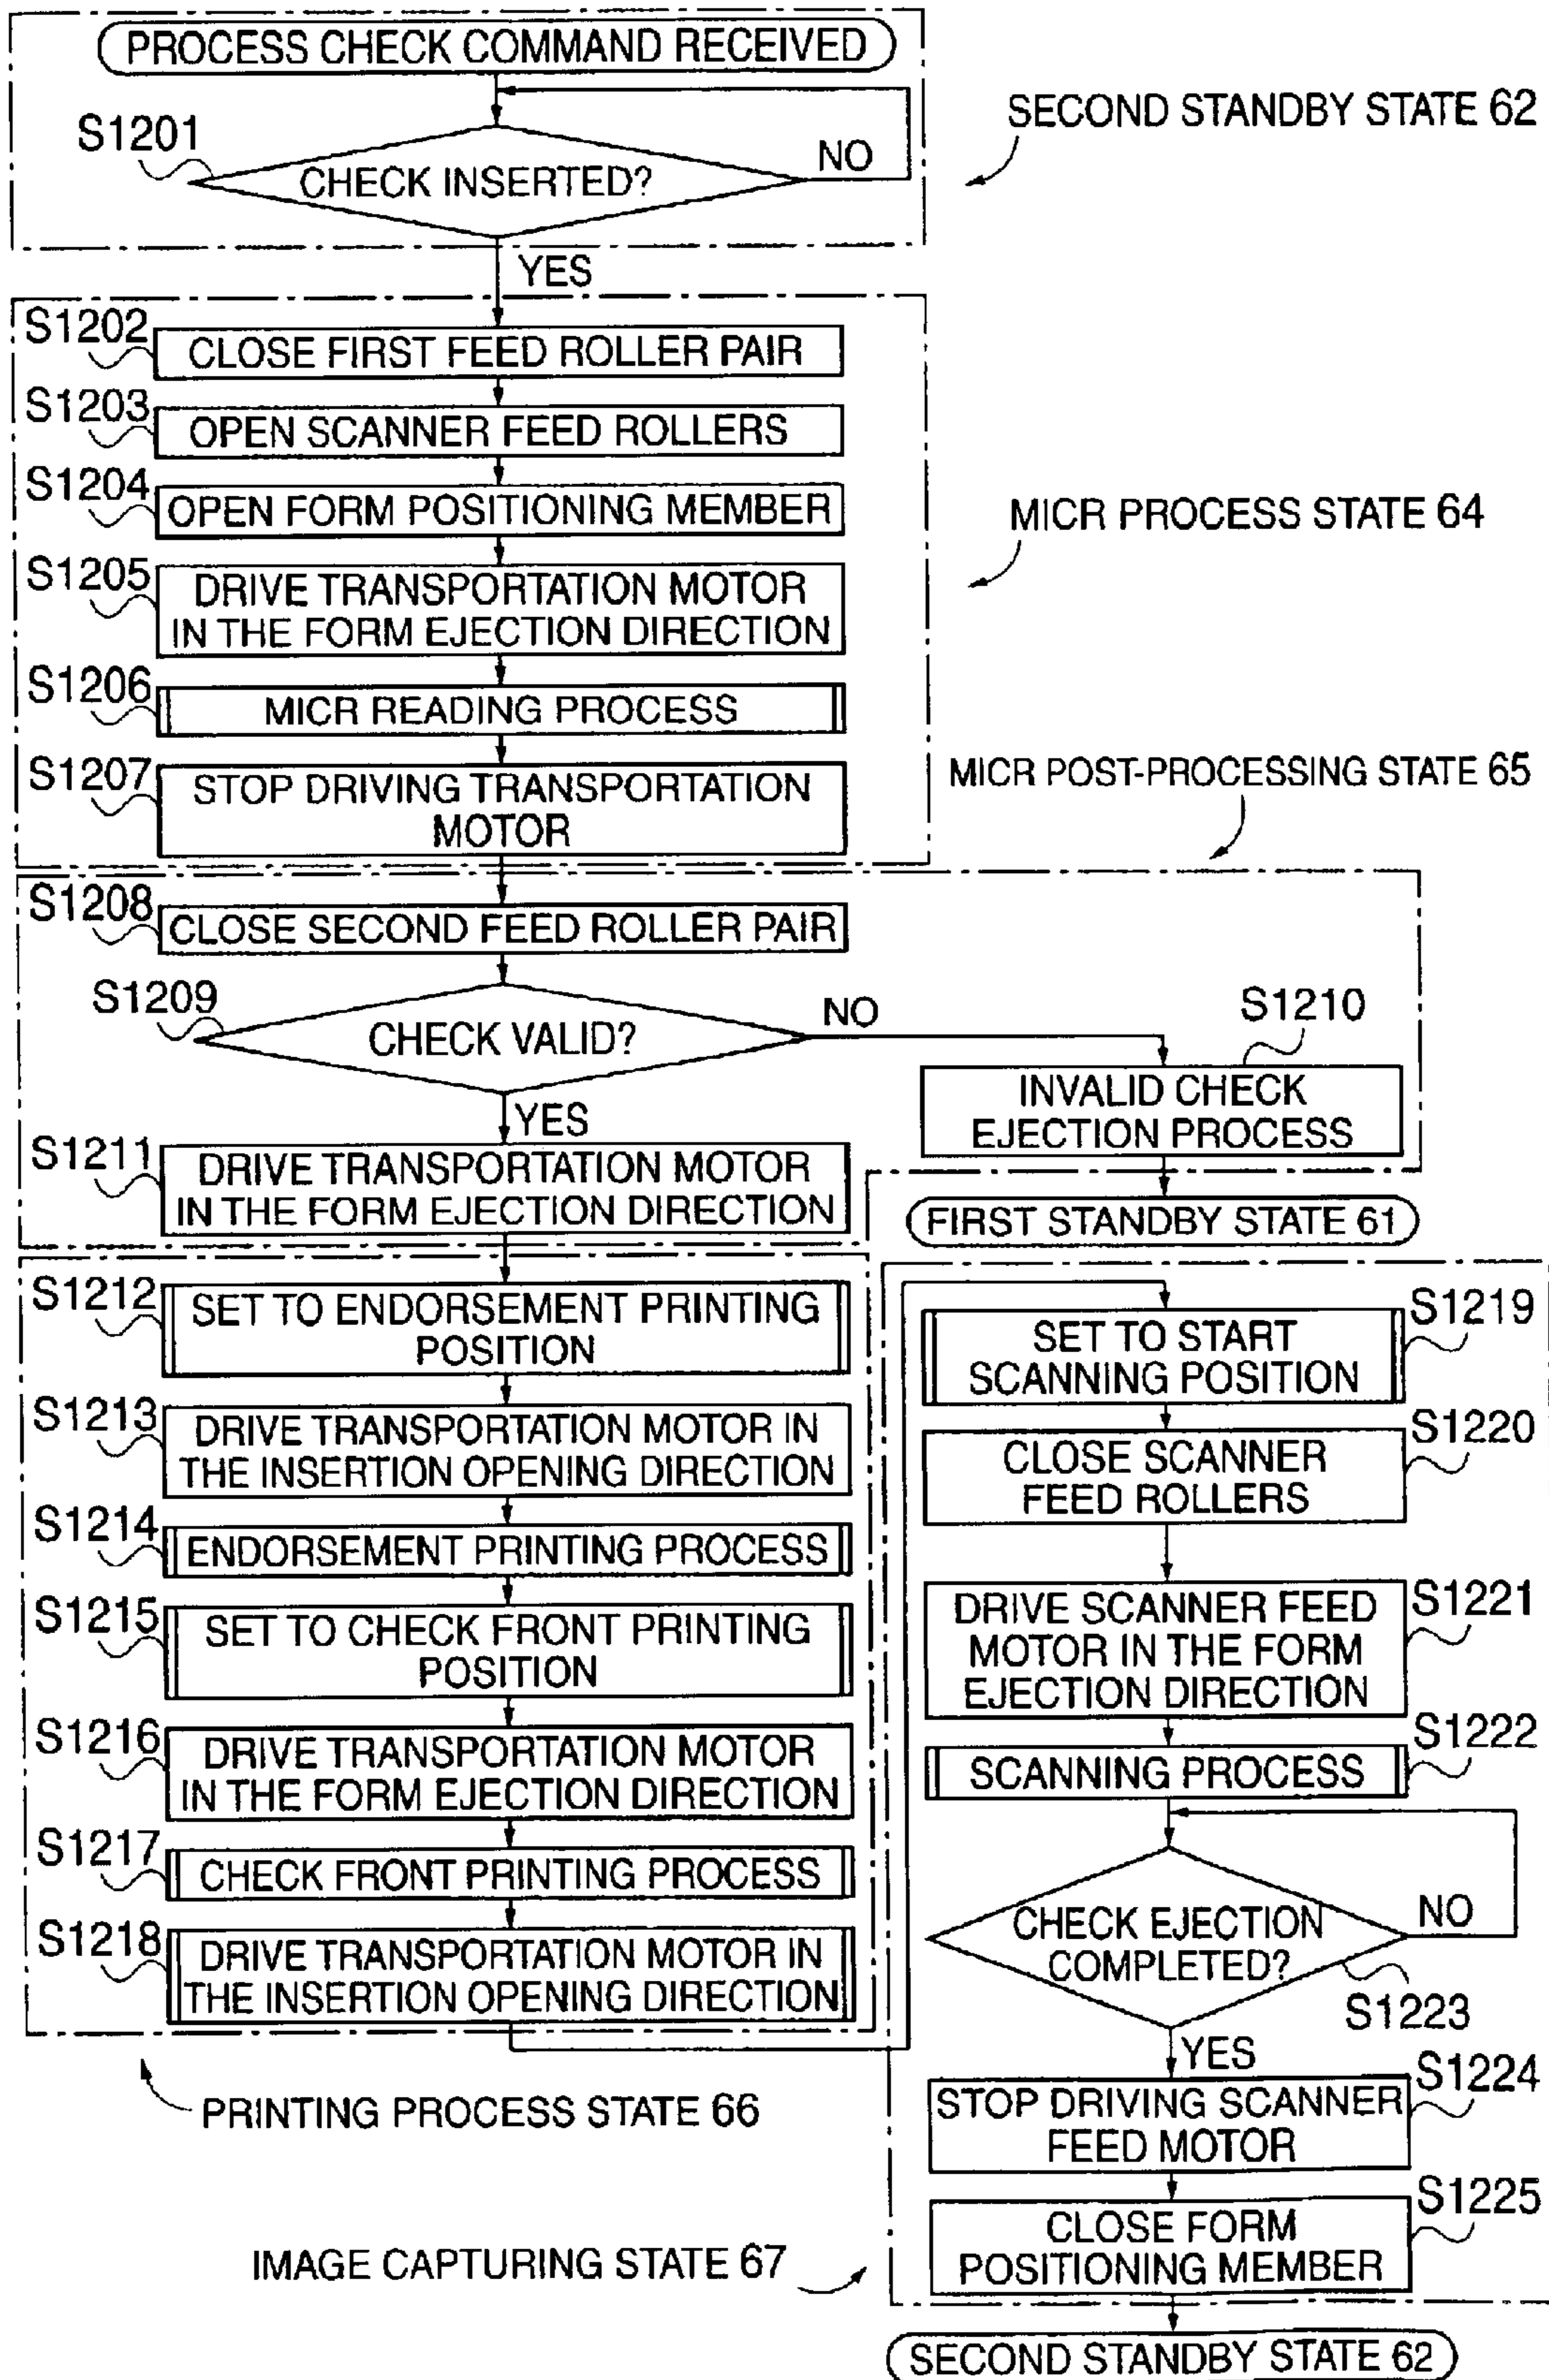 PROCESS CHECK COMMAND RECEIVED
S1201
CHECK INSERTED?
NO
SECOND STANDBY STATE 62
YES
S1202
CLOSE FIRST FEED ROLLER PAIR
S1203
OPEN SCANNER FEED ROLLERS
S1204
OPEN FORM POSITIONING MEMBER
MICR PROCESS STATE 64
S1205
DRIVE TRANSPORTATION MOTOR
IN THE FORM EJECTION DIRECTION
S1206
MICR READING PROCESS
S1207
STOP DRIVING TRANSPORTATION
MOTOR
MICR POST-PROCESSING STATE 65
S1208
CLOSE SECOND FEED ROLLER PAIR
S1209
CHECK VALID?
NO
S1210
INVALID CHECK
EJECTION PROCESS
YES
S1211
DRIVE TRANSPORTATION MOTOR
IN THE FORM EJECTION DIRECTION
FIRST STANDBY STATE 61
S1212
SET TO ENDORSEMENT PRINTING
POSITION
S1213
DRIVE TRANSPORTATION MOTOR IN
THE INSERTION OPENING DIRECTION
S1214
ENDORSEMENT PRINTING PROCESS
S1215
SET TO CHECK FRONT PRINTING
POSITION
S1216
DRIVE TRANSPORTATION MOTOR
IN THE FORM EJECTION DIRECTION
S1217
CHECK FRONT PRINTING PROCESS
S1218
DRIVE TRANSPORTATION MOTOR IN
THE INSERTION OPENING DIRECTION
PRINTING PROCESS STATE 66
S1219
SET TO START
SCANNING POSITION
S1220
CLOSE SCANNER
FEED ROLLERS
S1221
DRIVE SCANNER FEED
MOTOR IN THE FORM
EJECTION DIRECTION
S1222
SCANNING PROCESS
CHECK EJECTION
COMPLETED?
NO
S1223
YES
S1224
STOP DRIVING SCANNER
FEED MOTOR
S1225
CLOSE FORM
POSITIONING MEMBER
IMAGE CAPTURING STATE 67
SECOND STANDBY STATE 62